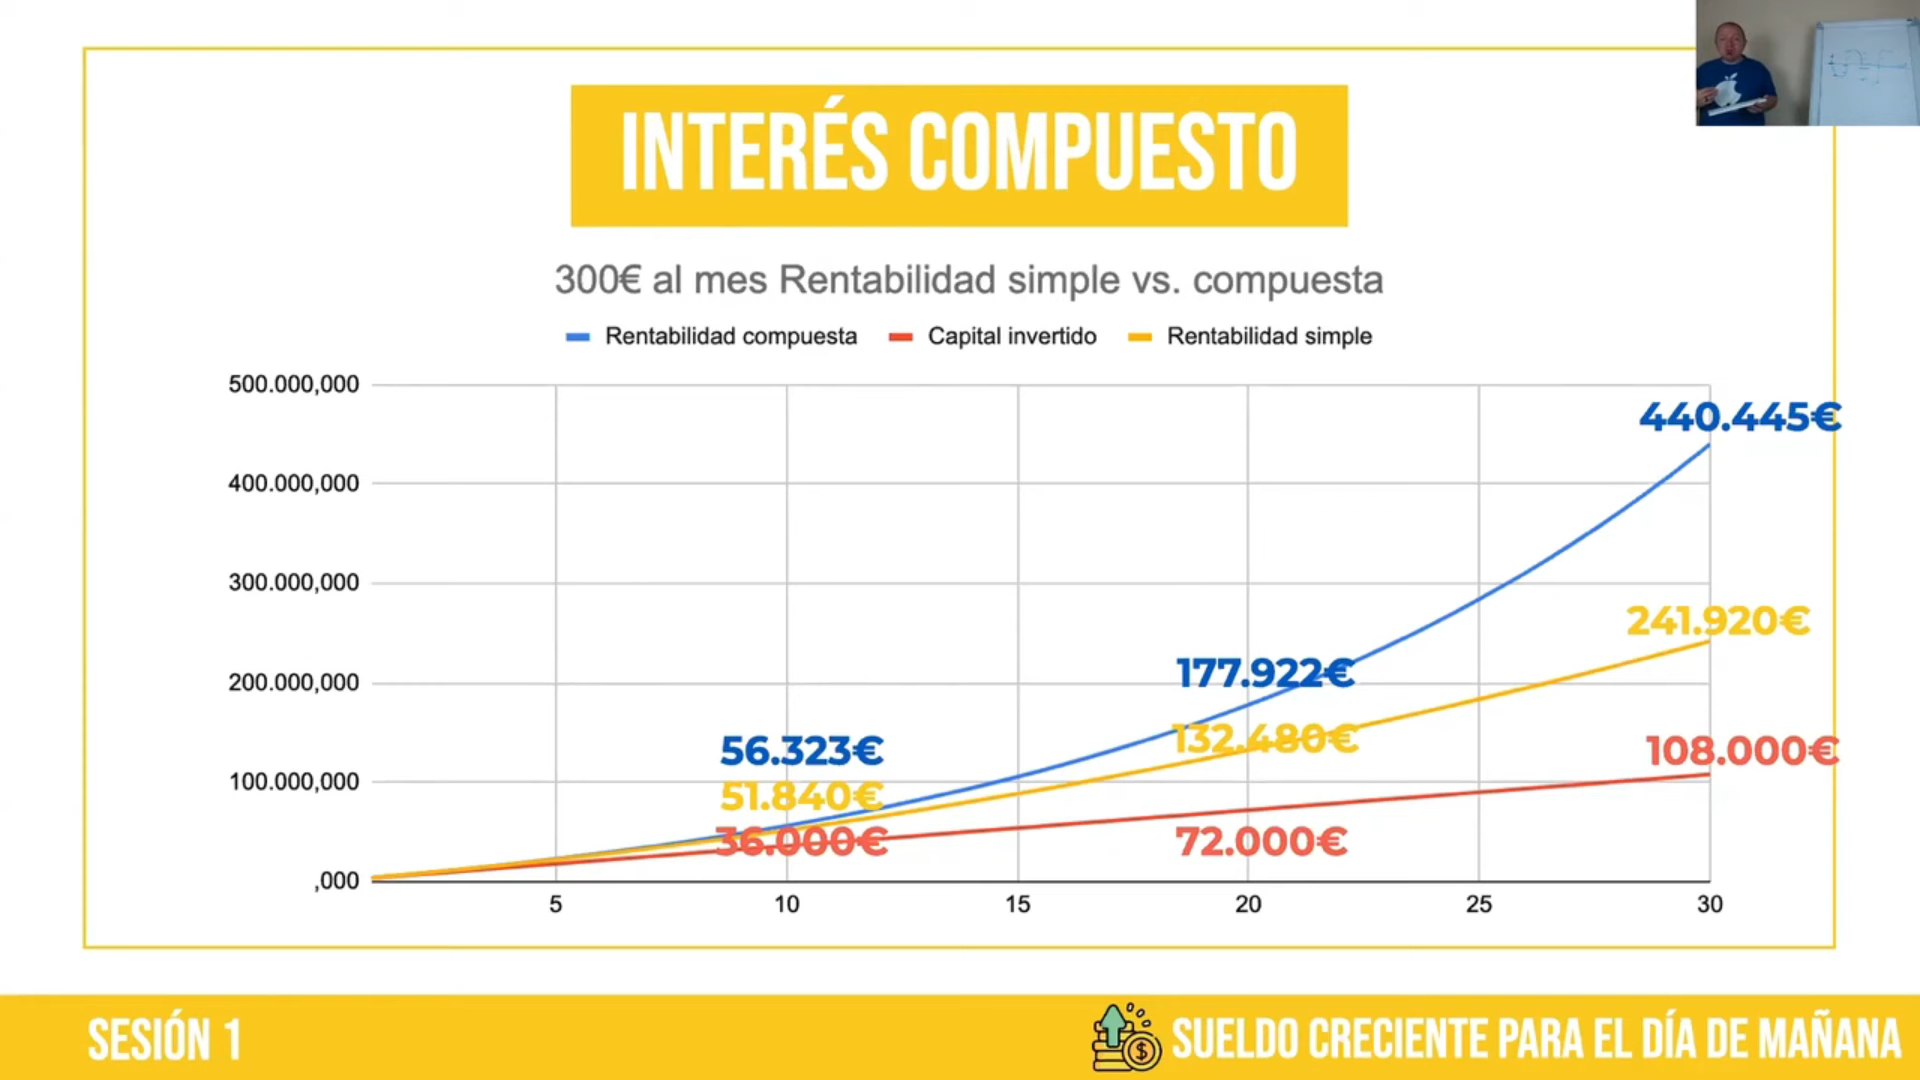 INTERÉS COMPUESTO
300€ al mes Rentabilidad simple vs. compuesta
Rentabilidad compuesta Capital invertido Rentabilidad simple
500.000,000
440.445€
400.000,000
300.000,000
241.920€
200.000,000
177.922€
132.480€
108.000€
56.323€
100.000,000
51.840€
36.000€
72.000€
,000
5 10 15 20 25 30
SESIÓN 1
$
SUELDO CRECIENTE PARA EL DÍA DE MAÑANA